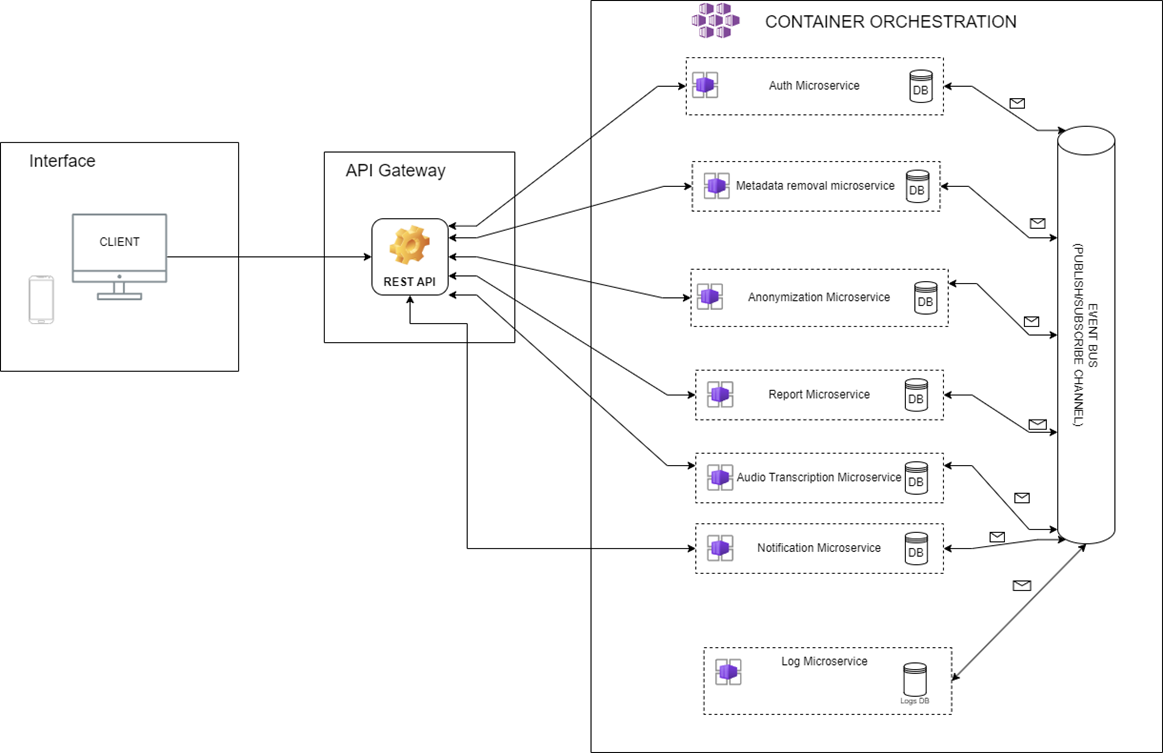 CONTAINER ORCHESTRATION
Interface
CLIENT
API Gateway
REST API
Auth Microservice
DB
Metadata removal microservice
DB
Anonymization Microservice
DB
Report Microservice
DB
Audio Transcription Microservice
DB
Notification Microservice
DB
Log Microservice
Logs DB
EVENT BUS
(PUBLISH/SUBSCRIBE CHANNEL)